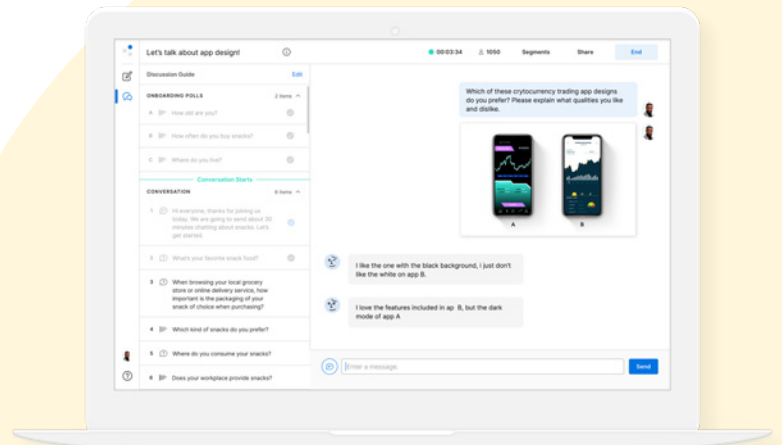 Let's talk about app design!
00:03:34
1050
Segments
Share
End
Discussion Guide
Edit
ONBOARDING POLLS
2 items
A How old are you?
B How often do you buy snacks?
C Where do you live?
Conversation Starts
CONVERSATION
8 items
1 Hi everyone, thanks for joining us
today. We are going to send about 30
minutes chatting about snacks. Let's
get started.
2 What's your favorite snack food?
3 When browsing your local grocery
store or online delivery service, how
important is the packaging of your
snack of choice when purchasing?
4 Which kind of snacks do you prefer?
5 Where do you consume your snacks?
6 Does your workplace provide snacks?
Which of these crytocurrency trading app designs
do you prefer? Please explain what qualities you like
and dislike.
A
B
I like the one with the black background, i just don't
like the white on app B.
I love the features included in ap B, but the dark
mode of app A
Enter a message.
Send